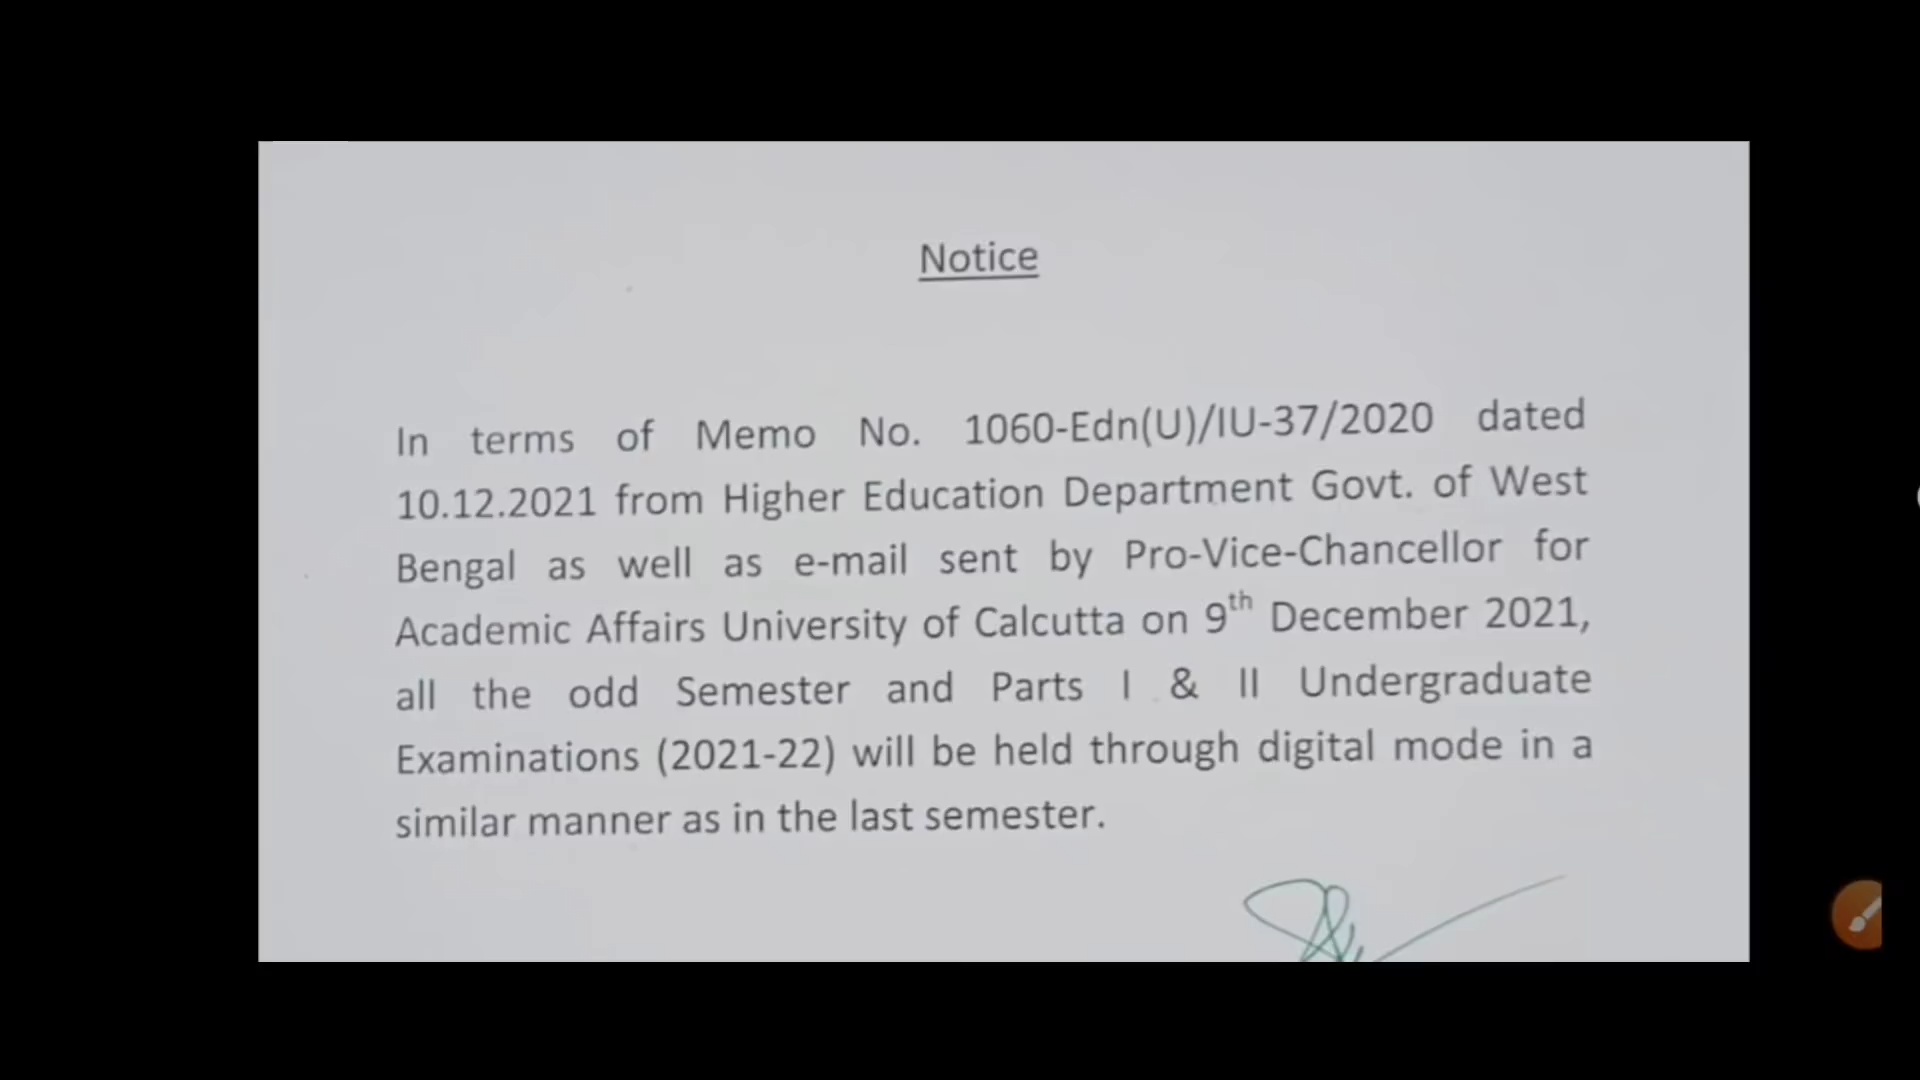 Notice
In terms of Memo No. 1060-Edn(U)/IU-37/2020 dated
10.12.2021 from Higher Education Department Govt. of West
Bengal as well as e-mail sent by Pro-Vice-Chancellor for
Academic Affairs University of Calcutta on 9th December 2021,
all the odd Semester and Parts I & II Undergraduate
Examinations (2021-22) will be held through digital mode in a
similar manner as in the last semester.